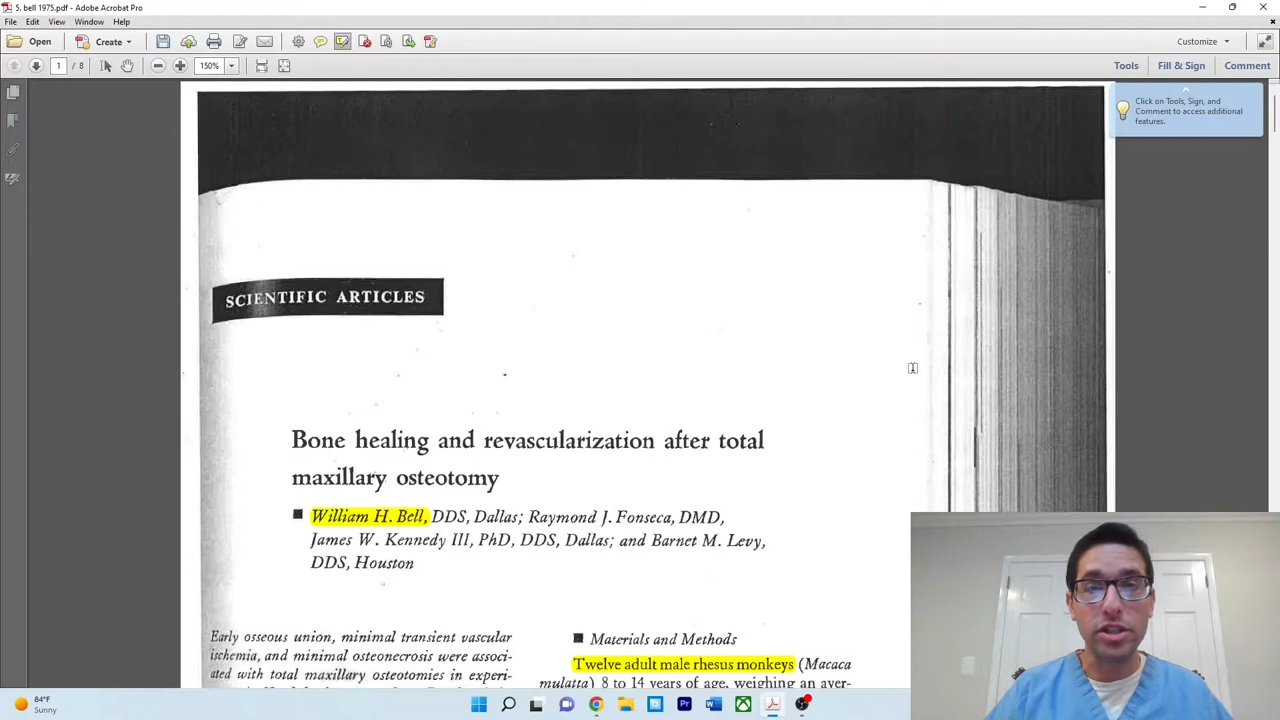 5. bell 1975.pdf - Adobe Acrobat Pro
File Edit View Window Help
Open Create Customize
1 / 8 150% Tools Fill & Sign Comment
Click on Tools, Sign, and
Comment to access additional
features.
SCIENTIFIC ARTICLES
Bone healing and revascularization after total
maxillary osteotomy
William H. Bell, DDS, Dallas; Raymond J. Fonseca, DMD,
James W. Kennedy III, PhD, DDS, Dallas; and Barnet M. Levy,
DDS, Houston
Early osseous union, minimal transient vascular
ischemia, and minimal osteonecrosis were associ-
ated with total maxillary osteotomies in experi-
Materials and Methods
Twelve adult male rhesus monkeys (Macaca
mulatta) 8 to 14 years of age, weighing an aver-
84°F
Sunny